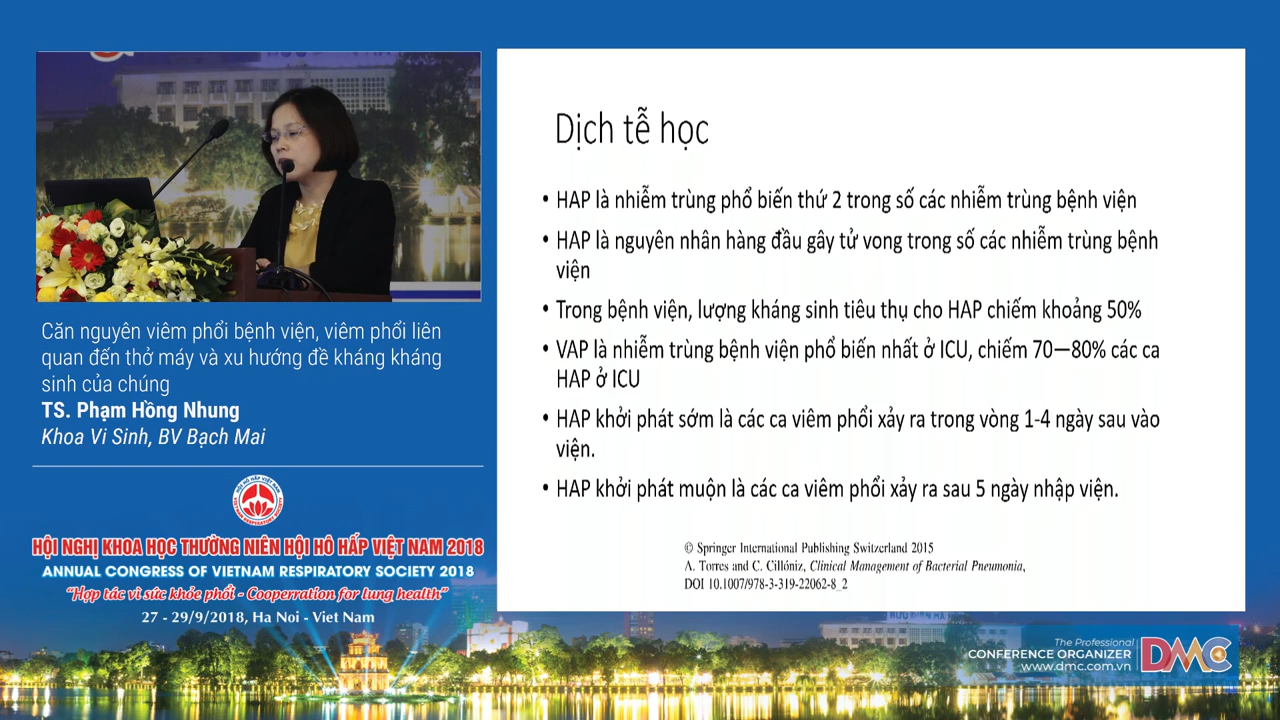 Dịch tễ học
• HAP là nhiễm trùng phổ biến thứ 2 trong số các nhiễm trùng bệnh viện
• HAP là nguyên nhân hàng đầu gây tử vong trong số các nhiễm trùng bệnh
viện
• Trong bệnh viện, lượng kháng sinh tiêu thụ cho HAP chiếm khoảng 50%
• VAP là nhiễm trùng bệnh viện phổ biến nhất ở ICU, chiếm 70—80% các ca
HAP ở ICU
• HAP khởi phát sớm là các ca viêm phổi xảy ra trong vòng 1-4 ngày sau vào
viện.
• HAP khởi phát muộn là các ca viêm phổi xảy ra sau 5 ngày nhập viện.
© Springer International Publishing Switzerland 2015
A. Torres and C. Cillóniz, Clinical Management of Bacterial Pneumonia,
DOI 10.1007/978-3-319-22062-8_2
Căn nguyên viêm phổi bệnh viện, viêm phổi liên
quan đến thở máy và xu hướng đề kháng kháng
sinh của chúng
TS. Phạm Hồng Nhung
Khoa Vi Sinh, BV Bạch Mai
HỘI HÔ HẤP VIỆT NAM
VIETNAM RESPIRATORY SOCIETY
HỘI NGHỊ KHOA HỌC THƯỜNG NIÊN HỘI HÔ HẤP VIỆT NAM 2018
ANNUAL CONGRESS OF VIETNAM RESPIRATORY SOCIETY 2018
"Hợp tác vì sức khỏe phổi - Cooperration for lung health"
27 - 29/9/2018, Ha Noi - Viet Nam
The Professional
CONFERENCE ORGANIZER
www.dmc.com.vn
DMC